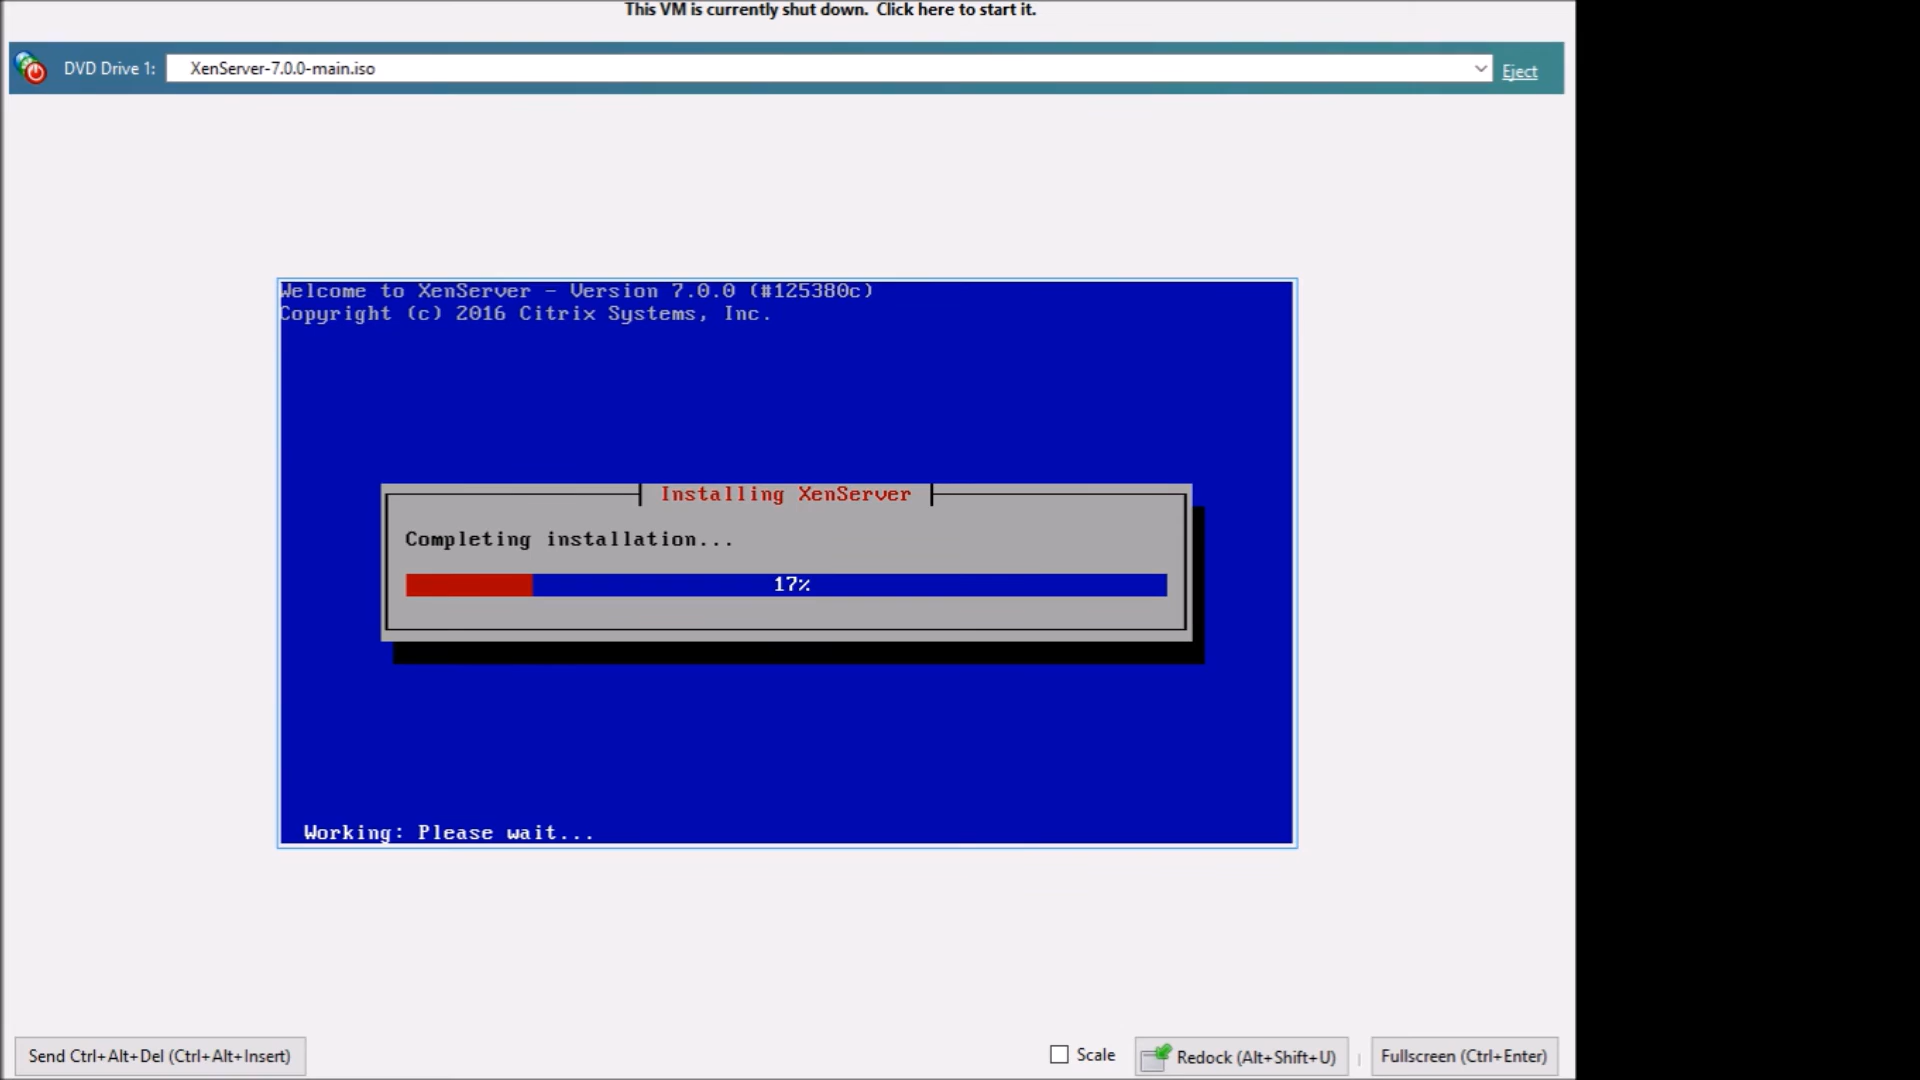 This VM is currently shut down. Click here to start it.
DVD Drive 1: XenServer-7.0.0-main.iso Eject
Welcome to XenServer - Version 7.0.0 (#125380c)
Copyright (c) 2016 Citrix Systems, Inc.
Installing XenServer
Completing installation...
17%
Working: Please wait...
Send Ctrl+Alt+Del (Ctrl+Alt+Insert) Scale Redock (Alt+Shift+U) Fullscreen (Ctrl+Enter)